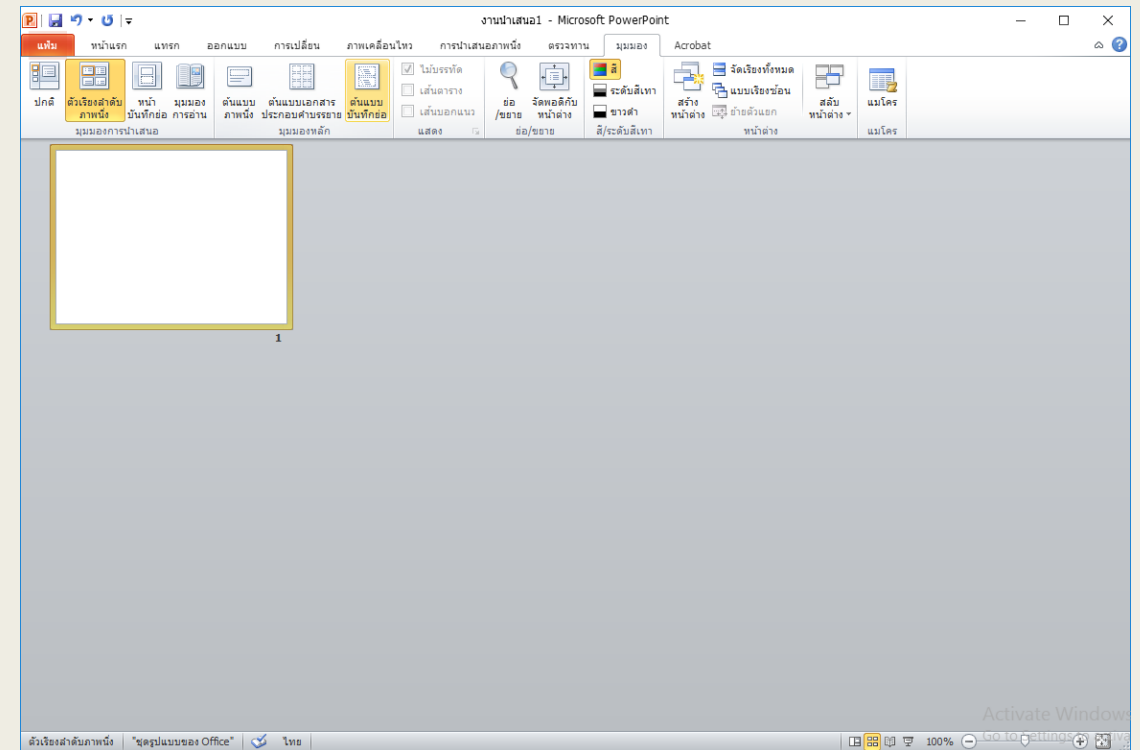 งานนำเสนอ1 - Microsoft PowerPoint
แฟ้ม หน้าแรก แทรก ออกแบบ การเปลี่ยน ภาพเคลื่อนไหว การนำเสนอภาพนิ่ง ตรวจทาน มุมมอง Acrobat
ปกติ
ตัวเรียงลำดับ
ภาพนิ่ง
หน้า
บันทึกย่อ
มุมมอง
การอ่าน
มุมมองการนำเสนอ
ต้นแบบ
ภาพนิ่ง
ต้นแบบเอกสาร
ประกอบคำบรรยาย
ต้นแบบ
บันทึกย่อ
มุมมองหลัก
ไม้บรรทัด
เส้นตาราง
เส้นบอกแนว
แสดง
ย่อ
/ขยาย
จัดพอดีกับ
หน้าต่าง
ย่อ/ขยาย
สี
ระดับสีเทา
ขาวดำ
สี/ระดับสีเทา
สร้าง
หน้าต่าง
จัดเรียงทั้งหมด
แบบเรียงซ้อน
ย้ายตัวแยก
สลับ
หน้าต่าง
หน้าต่าง
แมโคร
แมโคร
1
Activate Windows
Go to Settings to
ตัวเรียงลำดับภาพนิ่ง "ชุดรูปแบบของ Office" ไทย 100%